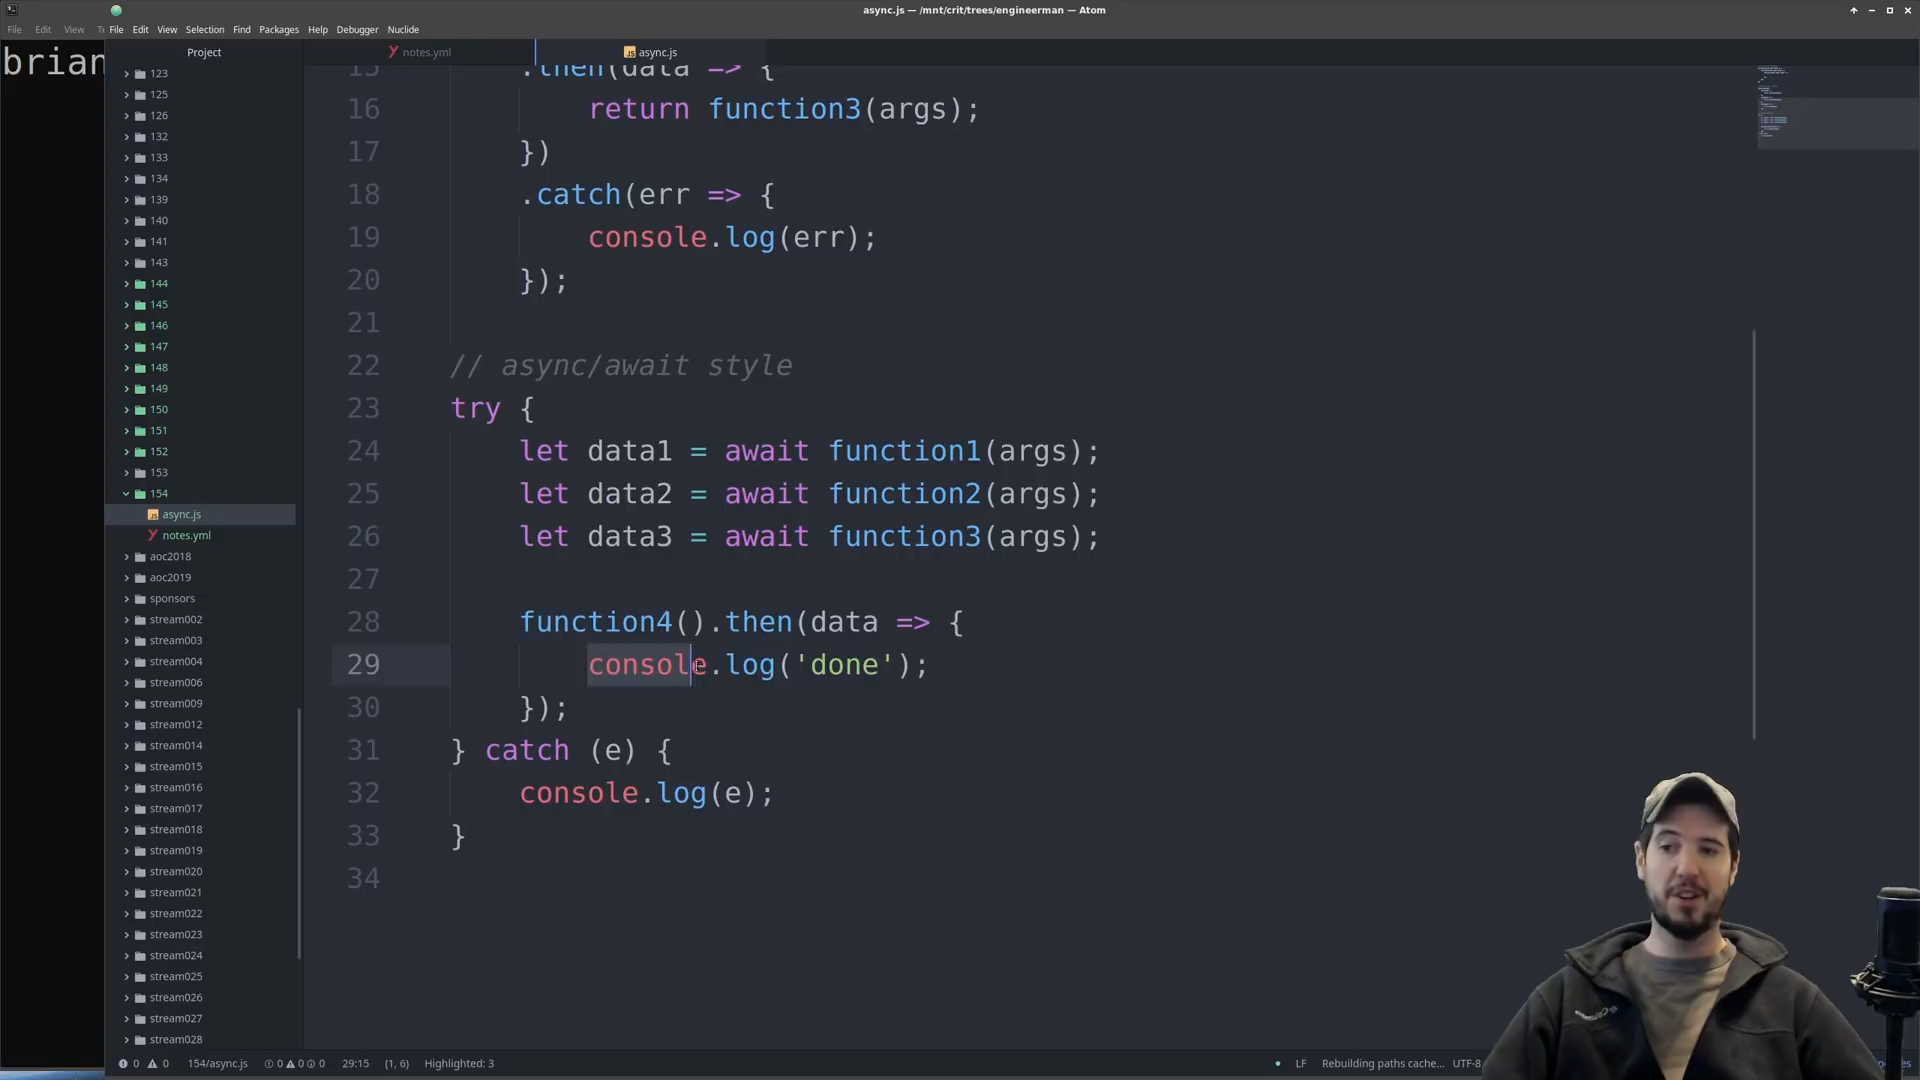 async.js — /mnt/crit/trees/engineerman — Atom
File Edit View
File Edit View Selection Find Packages Help Debugger Nuclide
brian
Project
notes.yml
async.js
123
125
126
132
133
134
139
140
141
143
144
145
146
147
148
149
150
151
152
153
154
async.js
notes.yml
aoc2018
aoc2019
sponsors
stream002
stream003
stream004
stream006
stream009
stream012
stream014
stream015
stream016
stream017
stream018
stream019
stream020
stream021
stream022
stream023
stream024
stream025
stream026
stream027
stream028
15 .then(data => {
16 return function3(args);
17 })
18 .catch(err => {
19 console.log(err);
20 });
21
22 // async/await style
23 try {
24 let data1 = await function1(args);
25 let data2 = await function2(args);
26 let data3 = await function3(args);
27
28 function4().then(data => {
29 console.log('done');
30 });
31 } catch (e) {
32 console.log(e);
33 }
34
0 0 154/async.js 0 0 0 29:15 (1, 6) Highlighted: 3
LF Rebuilding paths cache... UTF-8